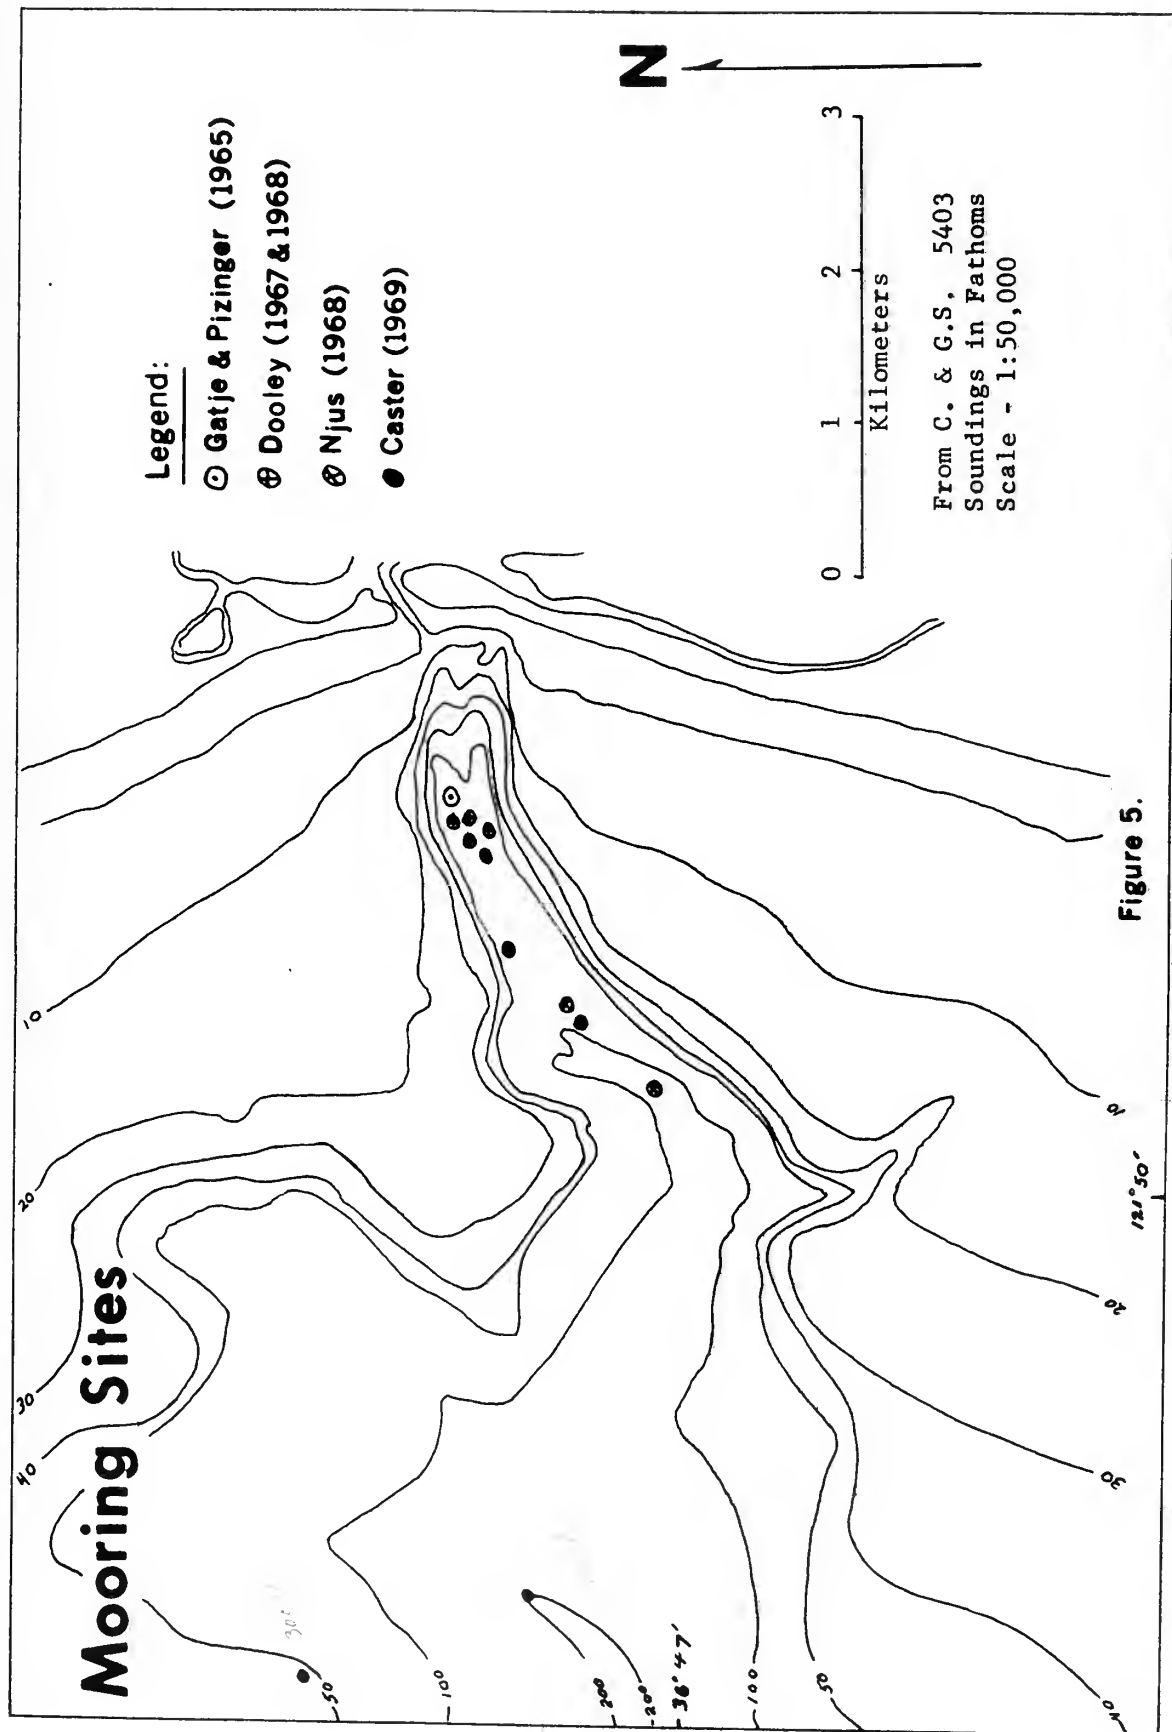 Mooring Sites
Legend:
Gatje & Pizinger (1965)
Dooley (1967 & 1968)
Njus (1968)
Caster (1969)
N
0 1 2 3
Kilometers
From C. & G.S. 5403
Soundings in Fathoms
Scale - 1:50,000
40
30
20
10
50
100
200
200
36°47'
100
50
40
30
20
10
121°50'
Figure 5.